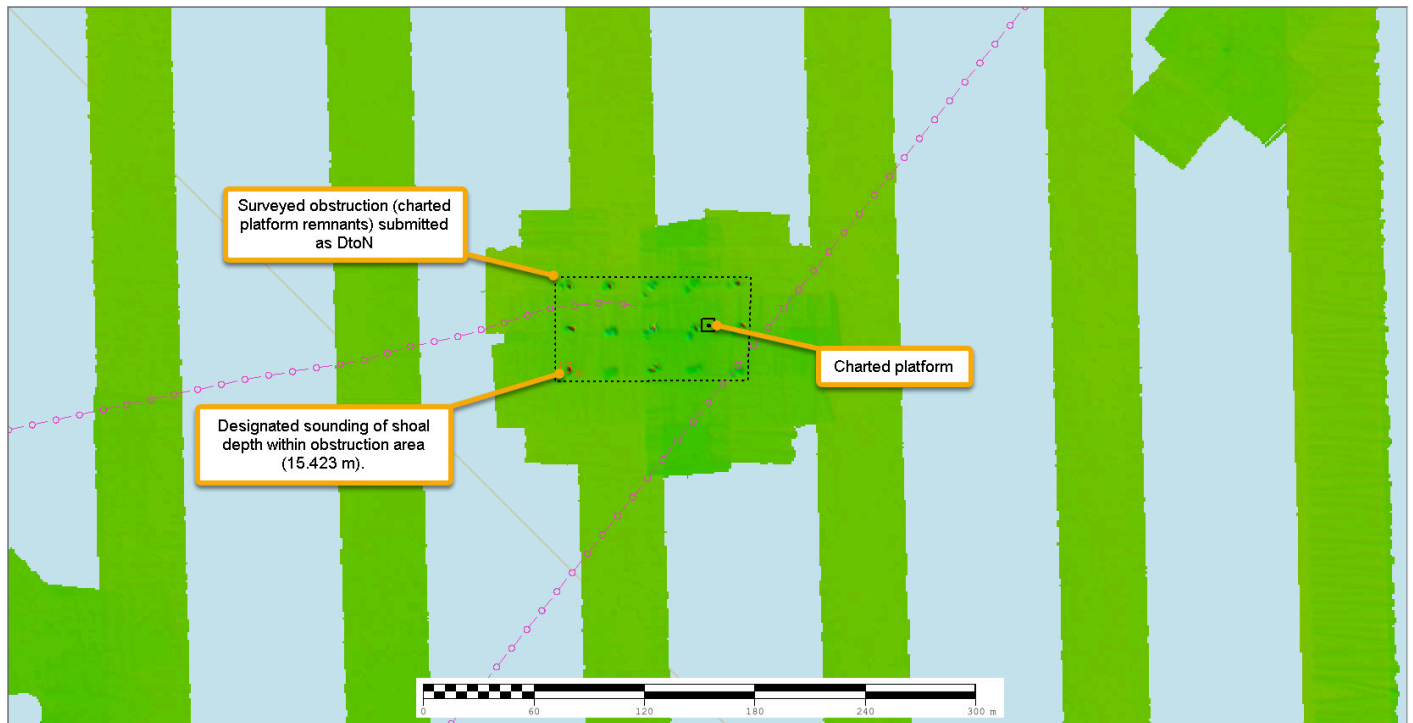 Surveyed obstruction (charted
platform remnants) submitted
as DtoN
Charted platform
Designated sounding of shoal
depth within obstruction area
(15.423 m).
0 60 120 180 240 300 m